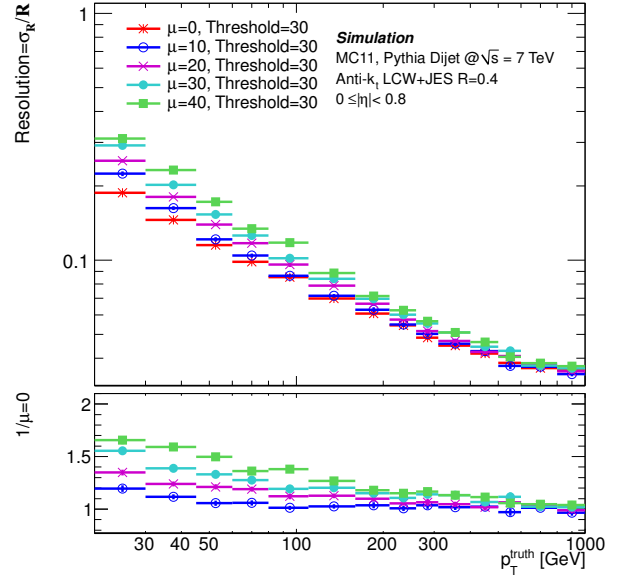 1
μ=0, Threshold=30
μ=10, Threshold=30
μ=20, Threshold=30
μ=30, Threshold=30
μ=40, Threshold=30
Simulation
MC11, Pythia Dijet @√s = 7 TeV
Anti-kt LCW+JES R=0.4
0 ≤|η|< 0.8
Resolution=σR/R
0.1
2
1.5
1
1/μ=0
30 40 50 100 200 300 1000
pTtruth [GeV]